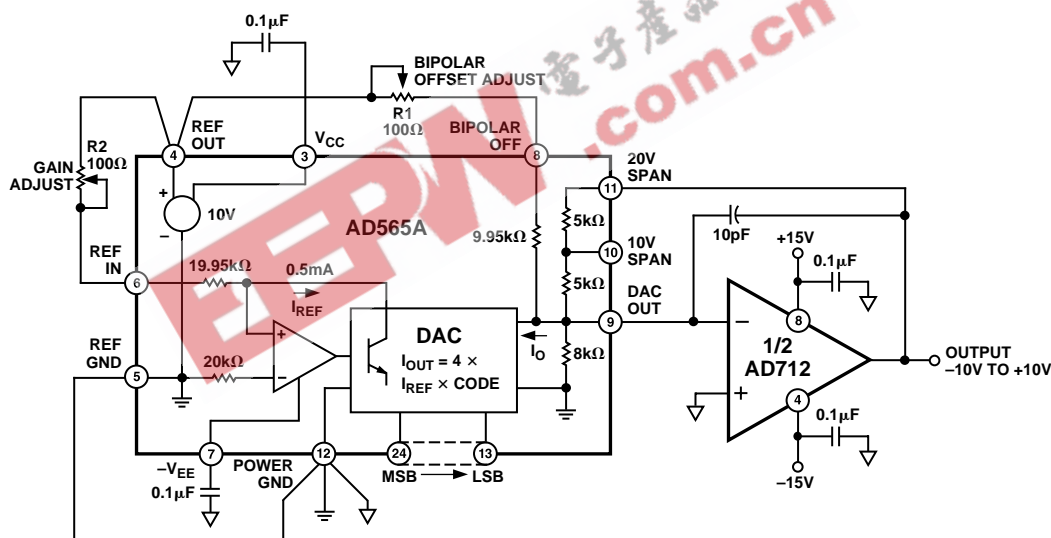 0.1µF
電子產品
.com.cn
EEPW
BIPOLAR
OFFSET ADJUST
R1
100Ω
REF
OUT
VCC
BIPOLAR
OFF
R2
100Ω
GAIN
ADJUST
4
3
8
20V
SPAN
11
+
10V
–
AD565A
5kΩ
9.95kΩ
10
10V
SPAN
5kΩ
10pF
+15V
0.1µF
REF
IN
6
19.95kΩ
0.5mA
IREF
DAC
OUT
9
8
–
1/2
AD712
+
4
OUTPUT
–10V TO +10V
0.1µF
–15V
REF
GND
5
20kΩ
+
–
DAC
IOUT = 4 ×
IREF × CODE
IO
8kΩ
7
–VEE
0.1µF
POWER
GND
12
24
13
MSB
LSB